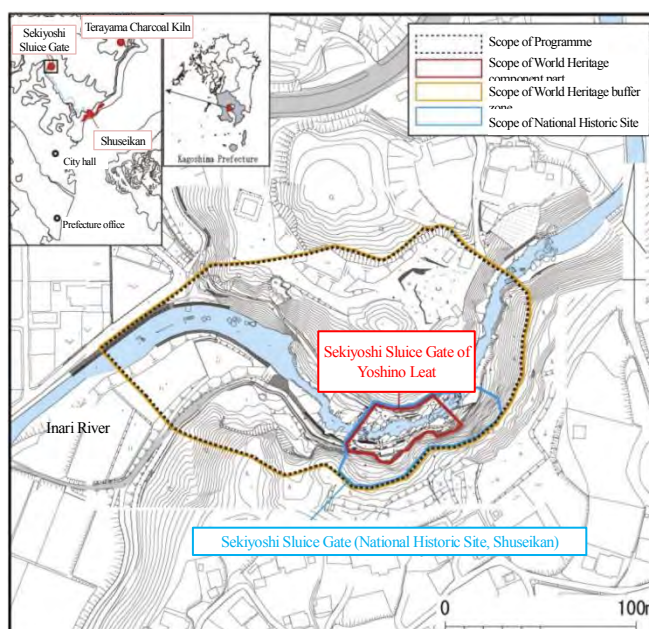 Terayama Charcoal Kiln
Sekiyoshi
Sluice Gate
Shuseikan
City hall
Prefecture office
Kagoshima Prefecture
Scope of Programme
Scope of World Heritage
component part
Scope of World Heritage buffer
zone
Scope of National Historic Site
Sekiyoshi Sluice Gate of
Yoshino Leat
Inari River
Sekiyoshi Sluice Gate (National Historic Site, Shuseikan)
0
100m